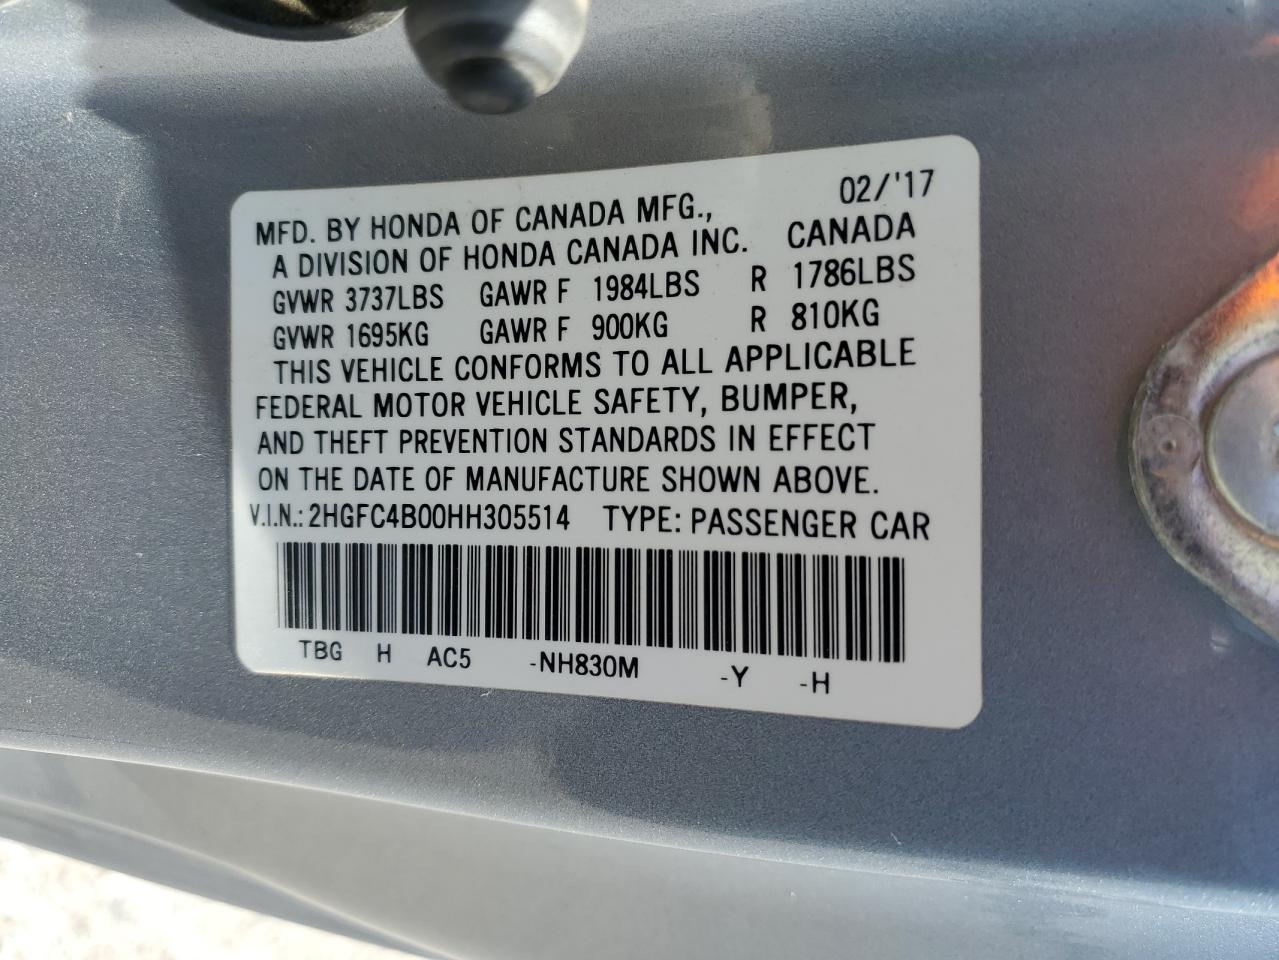 02/'17
MFD. BY HONDA OF CANADA MFG.,
A DIVISION OF HONDA CANADA INC. CANADA
GVWR 3737LBS GAWR F 1984LBS R 1786LBS
GVWR 1695KG GAWR F 900KG R 810KG
THIS VEHICLE CONFORMS TO ALL APPLICABLE
FEDERAL MOTOR VEHICLE SAFETY, BUMPER,
AND THEFT PREVENTION STANDARDS IN EFFECT
ON THE DATE OF MANUFACTURE SHOWN ABOVE.
V.I.N.: 2HGFC4B00HH305514 TYPE: PASSENGER CAR
TBG H AC5 -NH830M -Y -H